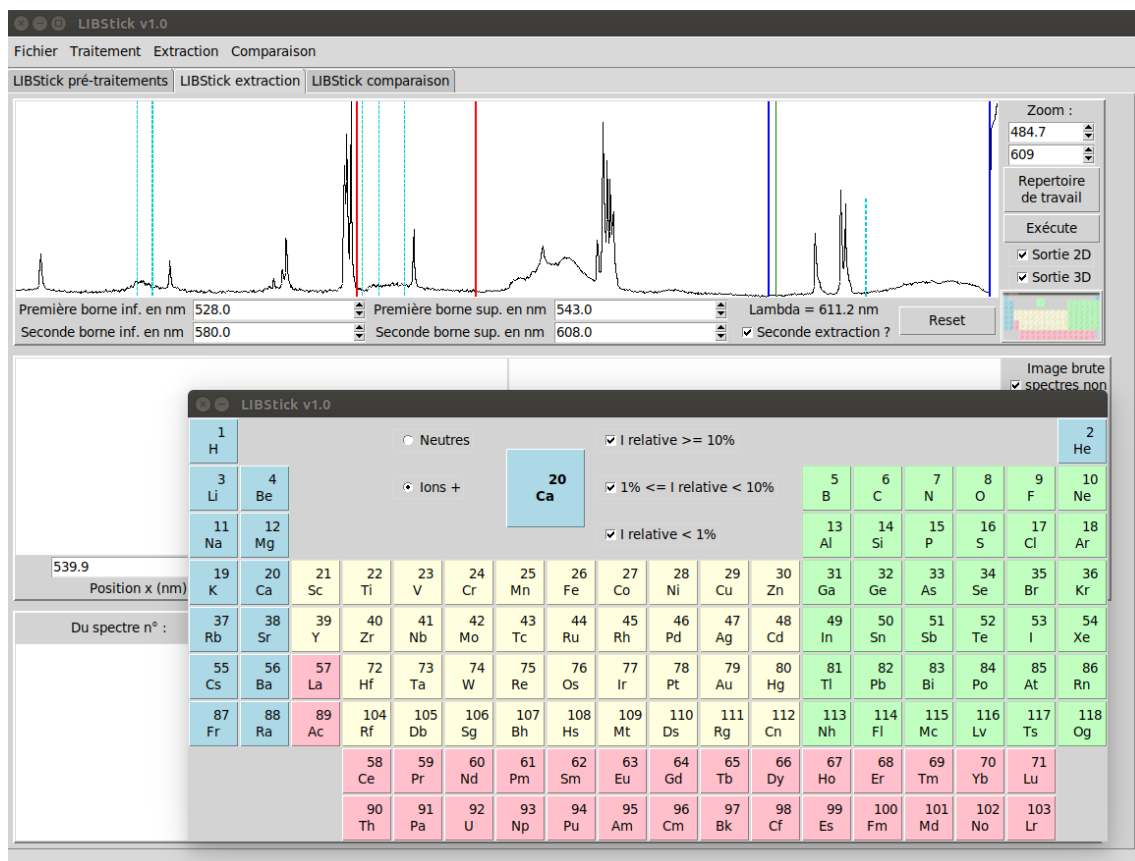 LIBStick v1.0
Fichier Traitement Extraction Comparaison
LIBStick pré-traitements LIBStick extraction LIBStick comparaison
Zoom :
484.7
609
Repertoire
de travail
Exécute
Sortie 2D
Sortie 3D
Première borne inf. en nm 528.0 Première borne sup. en nm 543.0 Lambda = 611.2 nm
Seconde borne inf. en nm 580.0 Seconde borne sup. en nm 608.0 Seconde extraction ? Reset
Image brute
spectres non
539.9
Position x (nm)
Du spectre n° :
LIBStick v1.0
Neutres I relative >= 10%
Ions + 20 1% <= I relative < 10%
Ca
I relative < 1%
1 2
H He
3 4 5 6 7 8 9 10
Li Be B C N O F Ne
11 12 13 14 15 16 17 18
Na Mg Al Si P S Cl Ar
19 20 21 22 23 24 25 26 27 28 29 30 31 32 33 34 35 36
K Ca Sc Ti V Cr Mn Fe Co Ni Cu Zn Ga Ge As Se Br Kr
37 38 39 40 41 42 43 44 45 46 47 48 49 50 51 52 53 54
Rb Sr Y Zr Nb Mo Tc Ru Rh Pd Ag Cd In Sn Sb Te I Xe
55 56 57 72 73 74 75 76 77 78 79 80 81 82 83 84 85 86
Cs Ba La Hf Ta W Re Os Ir Pt Au Hg Tl Pb Bi Po At Rn
87 88 89 104 105 106 107 108 109 110 111 112 113 114 115 116 117 118
Fr Ra Ac Rf Db Sg Bh Hs Mt Ds Rg Cn Nh Fl Mc Lv Ts Og
58 59 60 61 62 63 64 65 66 67 68 69 70 71
Ce Pr Nd Pm Sm Eu Gd Tb Dy Ho Er Tm Yb Lu
90 91 92 93 94 95 96 97 98 99 100 101 102 103
Th Pa U Np Pu Am Cm Bk Cf Es Fm Md No Lr